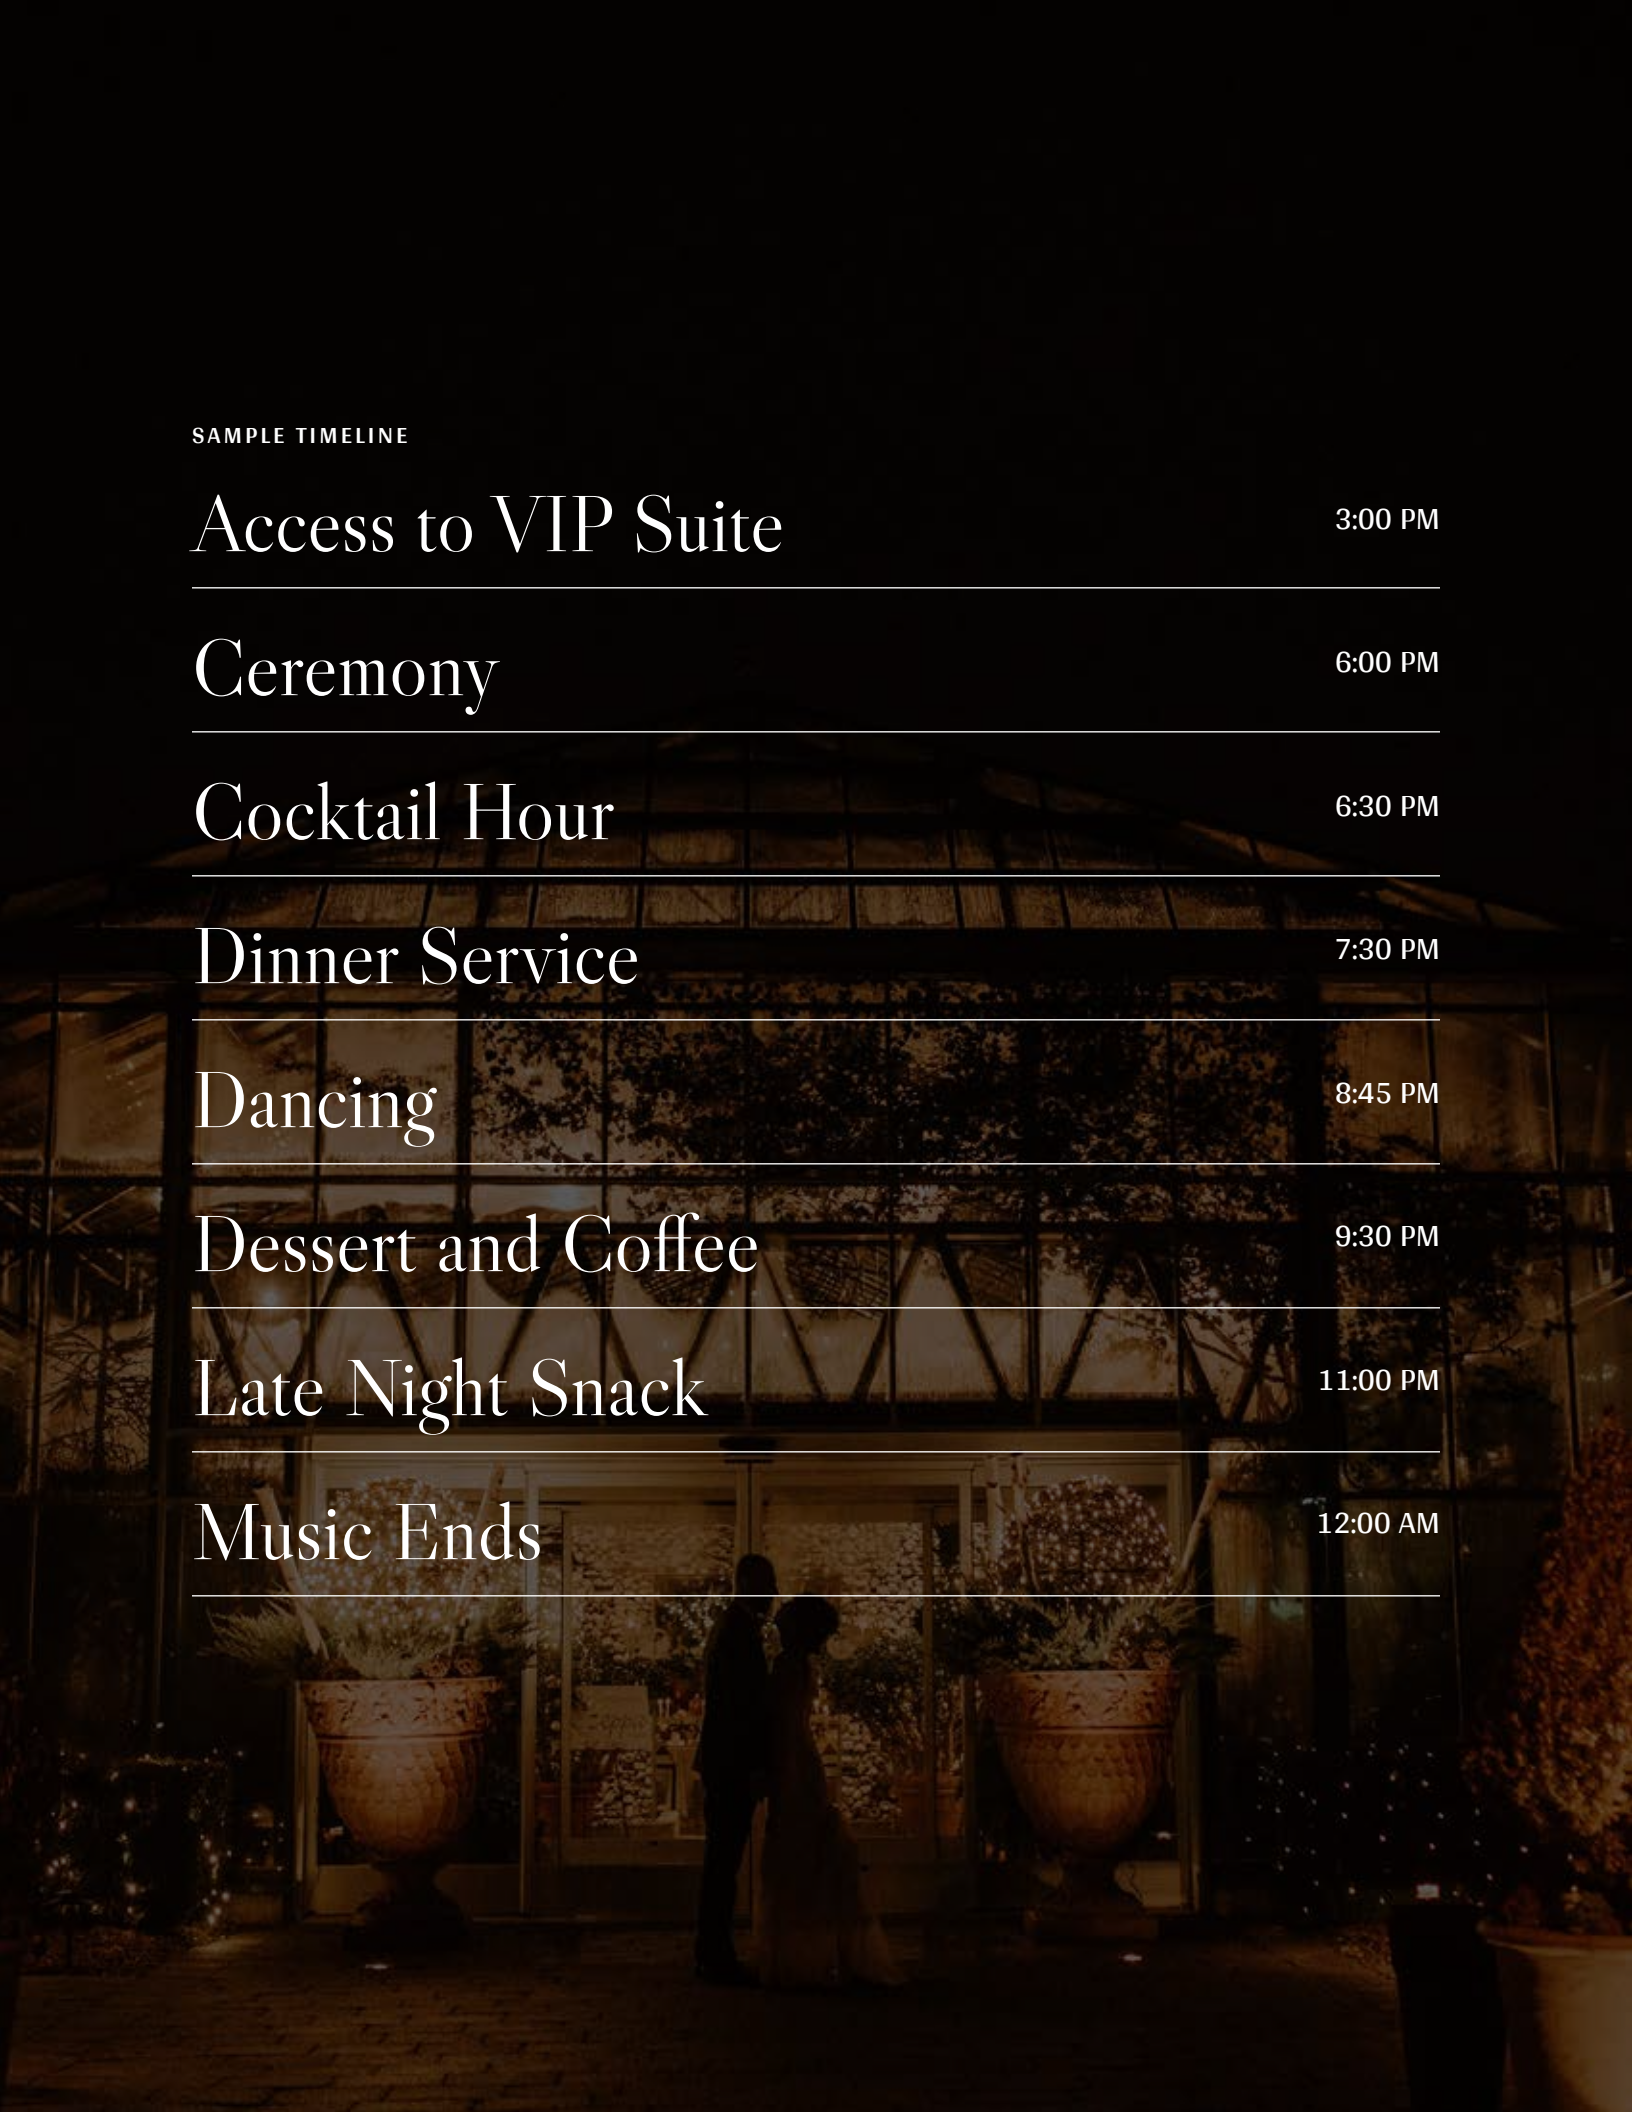 SAMPLE TIMELINE
Access to VIP Suite 3:00 PM
Ceremony 6:00 PM
Cocktail Hour 6:30 PM
Dinner Service 7:30 PM
Dancing 8:45 PM
Dessert and Coffee 9:30 PM
Late Night Snack 11:00 PM
Music Ends 12:00 AM